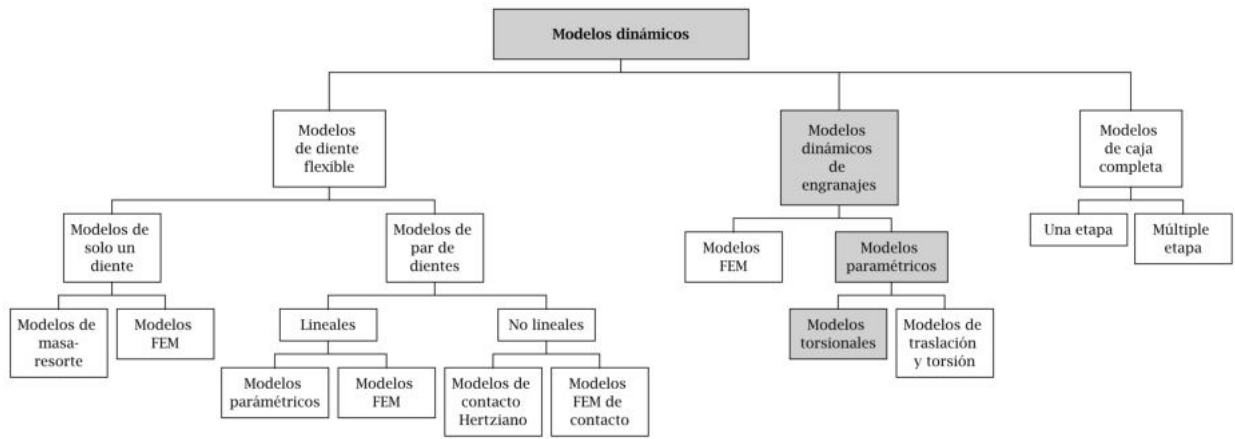 Modelos dinámicos
Modelos
de diente
flexible
Modelos
dinámicos
de
engranajes
Modelos
de caja
completa
Modelos de
solo un
diente
Modelos de
par de
dientes
Modelos
FEM
Modelos
paramétricos
Una etapa
Múltiple
etapa
Modelos de
masa-
resorte
Modelos
FEM
Lineales
No lineales
Modelos
torsionales
Modelos de
traslación
y torsión
Modelos
parámétricos
Modelos
FEM
Modelos de
contacto
Hertziano
Modelos
FEM de
contacto